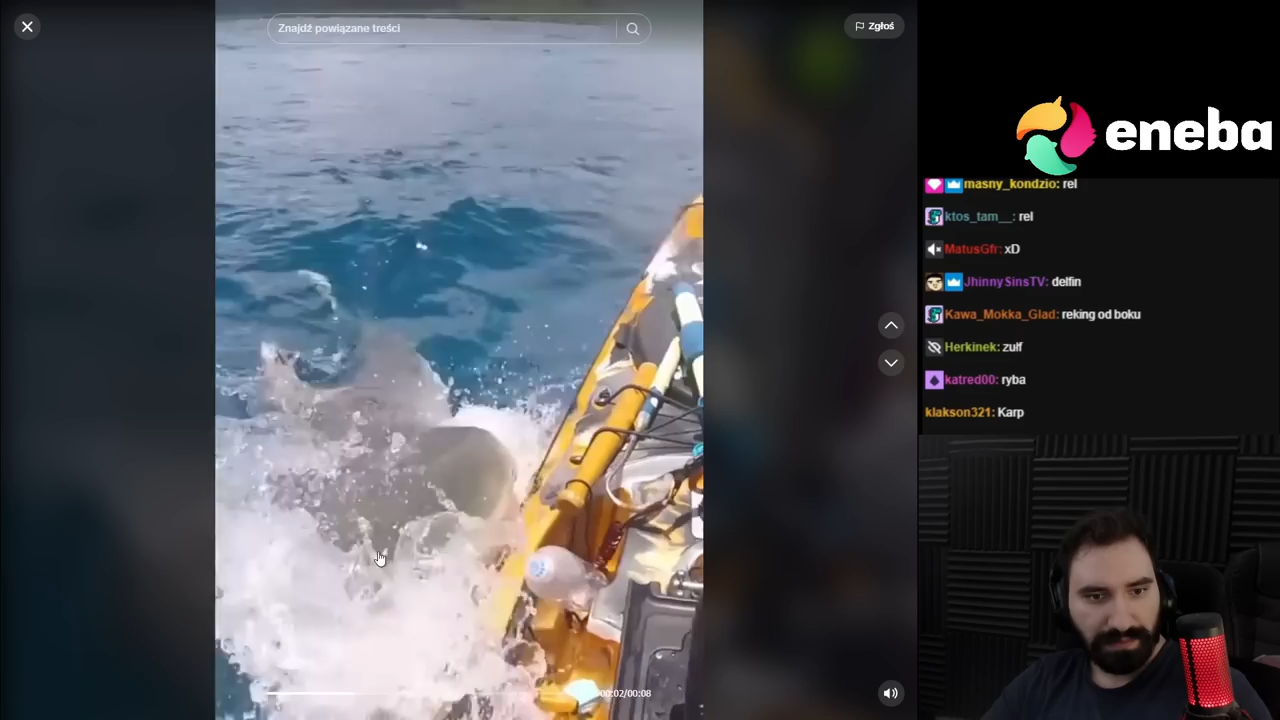 Znajdź powiązane treści
Zgłoś
eneba
masny_kondzio: rel
ktos_tam__: rel
MatusGfr: xD
JhinnySinsTV: delfin
Kawa_Mokka_Glad: reking od boku
Herkinek: zułf
katred00: ryba
klakson321: Karp
00:02/00:08